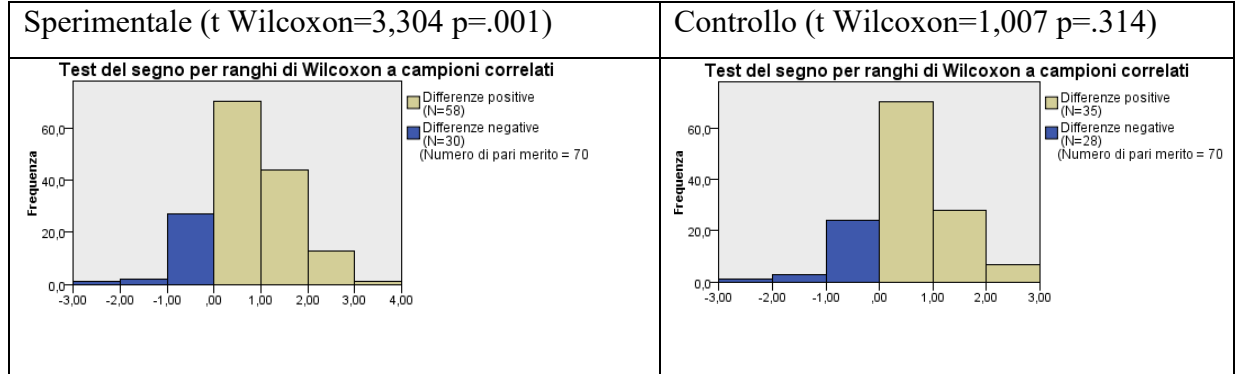 Sperimentale (t Wilcoxon=3,304 p=.001)
Test del segno per ranghi di Wilcoxon a campioni correlati
Frequenza
60,0
40,0
20,0
0,0
-3,00 -2,00 -1,00 ,00 1,00 2,00 3,00 4,00
Differenze positive
(N=58)
Differenze negative
(N=30)
(Numero di pari merito = 70
Controllo (t Wilcoxon=1,007 p=.314)
Test del segno per ranghi di Wilcoxon a campioni correlati
Frequenza
60,0
40,0
20,0
0,0
-3,00 -2,00 -1,00 ,00 1,00 2,00 3,00
Differenze positive
(N=35)
Differenze negative
(N=28)
(Numero di pari merito = 70